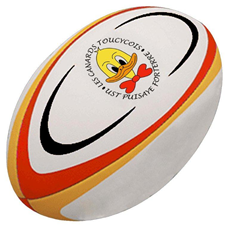 LES CANARDS TOUCYCOIS
UST PUISAYE FORTERRE